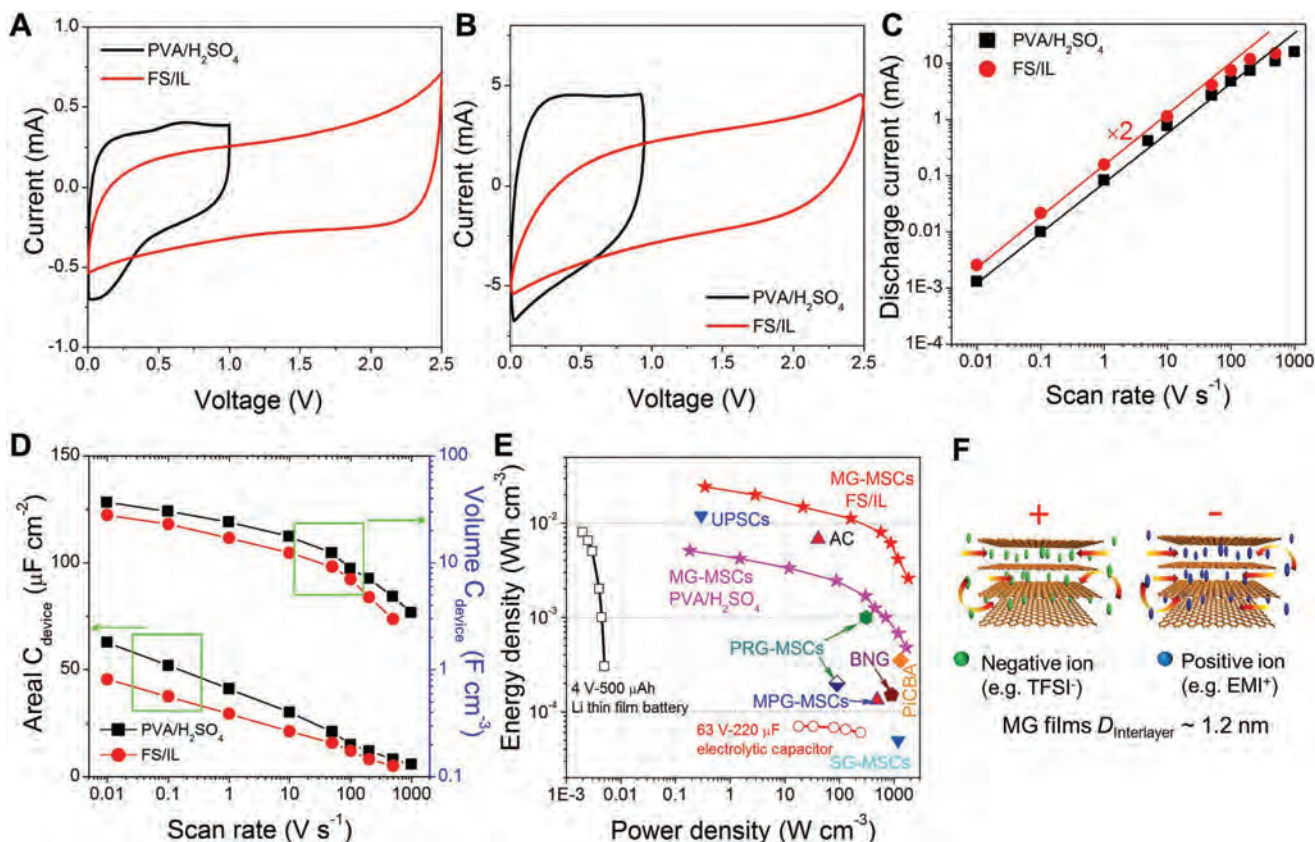 A
1.0
0.5
0.0
-0.5
-1.0
Current (mA)
PVA/H₂SO₄
FS/IL
0.0 0.5 1.0 1.5 2.0 2.5
Voltage (V)
B
5
0
-5
Current (mA)
PVA/H₂SO₄
FS/IL
0.0 0.5 1.0 1.5 2.0 2.5
Voltage (V)
C
10
1
0.1
0.01
1E-3
1E-4
Discharge current (mA)
PVA/H₂SO₄
FS/IL
×2
0.01 0.1 1 10 100 1000
Scan rate (V s⁻¹)
D
150
100
50
0
Areal C_device (μF cm⁻²)
100
10
1
0.1
Volume C_device (F cm⁻³)
PVA/H₂SO₄
FS/IL
0.01 0.1 1 10 100 1000
Scan rate (V s⁻¹)
E
10⁻²
10⁻³
10⁻⁴
Energy density (Wh cm⁻³)
MG-MSCs
FS/IL
UPSCs
AC
MG-MSCs
PVA/H₂SO₄
PRG-MSCs
BNG
PiCBA
4 V-500 μAh
Li thin film battery
MPG-MSCs
63 V-220 μF
electrolytic capacitor
SG-MSCs
1E-3 0.01 0.1 1 10 100 1000
Power density (W cm⁻³)
F
+ -
Negative ion
(e.g. TFSI⁻)
Positive ion
(e.g. EMI⁺)
MG films D_Interlayer ~ 1.2 nm